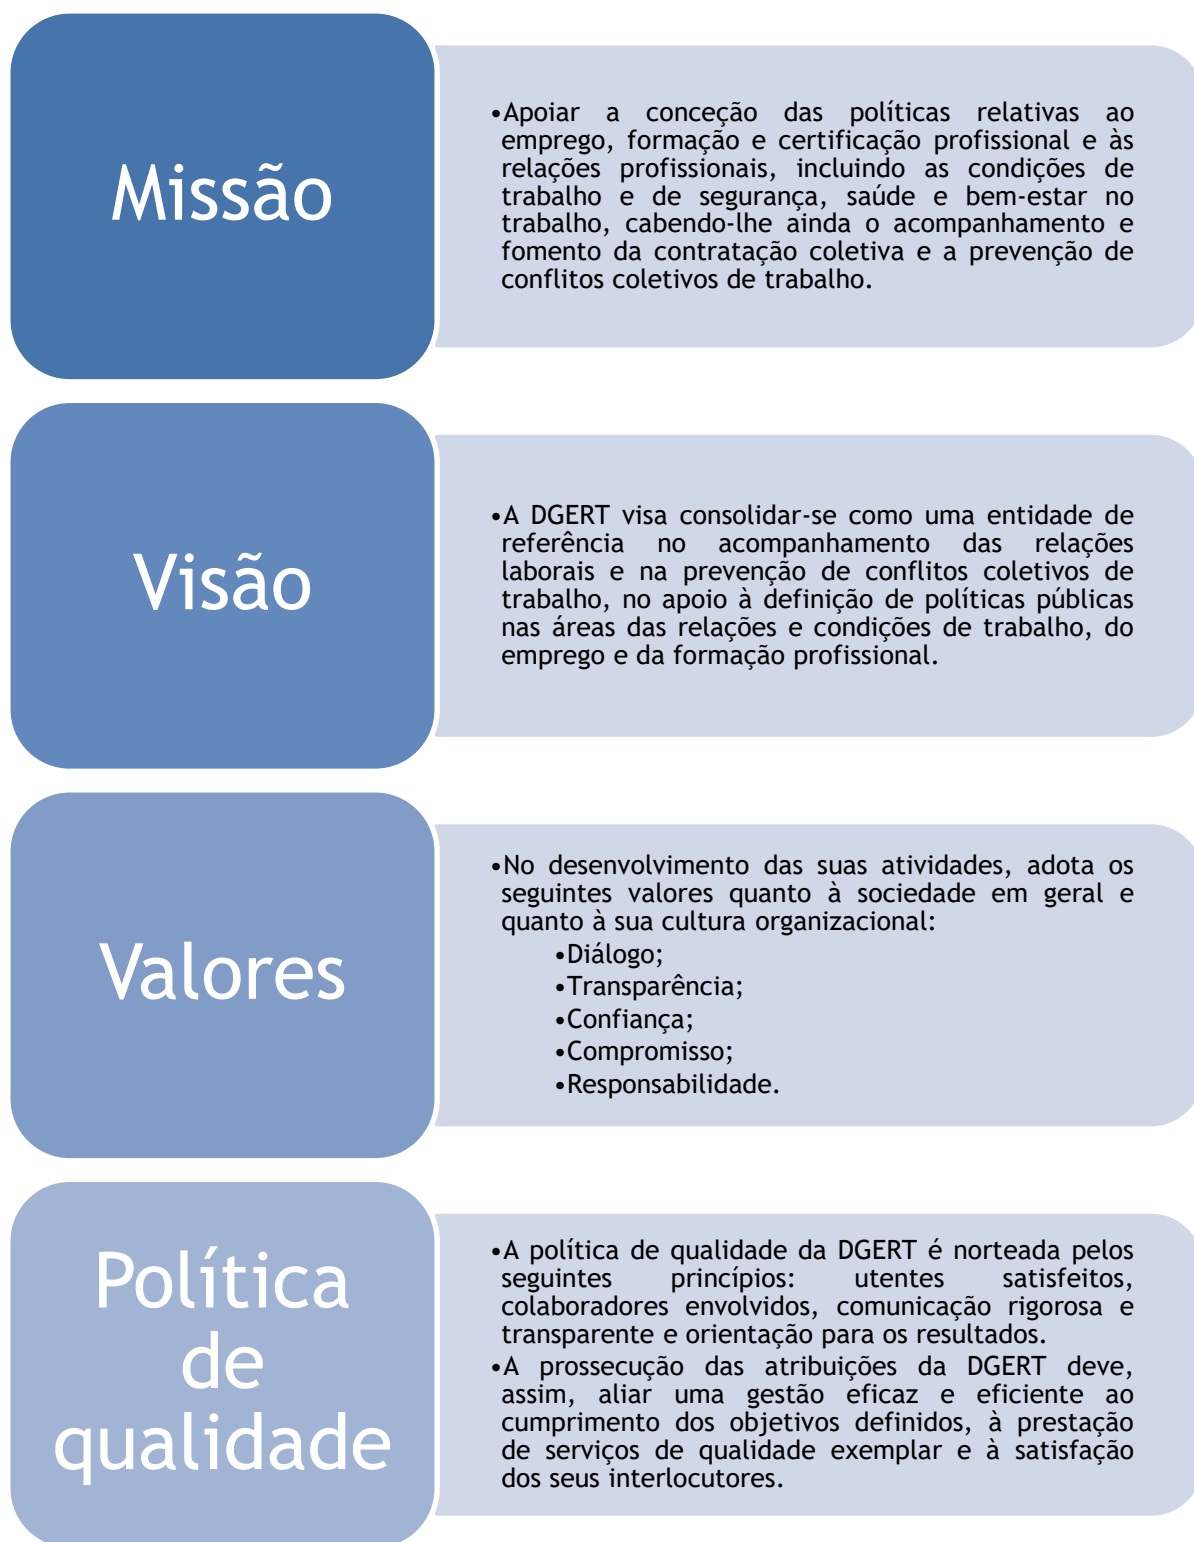 Missão
•Apoiar a conceção das políticas relativas ao
emprego, formação e certificação profissional e às
relações profissionais, incluindo as condições de
trabalho e de segurança, saúde e bem-estar no
trabalho, cabendo-lhe ainda o acompanhamento e
fomento da contratação coletiva e a prevenção de
conflitos coletivos de trabalho.
Visão
•A DGERT visa consolidar-se como uma entidade de
referência no acompanhamento das relações
laborais e na prevenção de conflitos coletivos de
trabalho, no apoio à definição de políticas públicas
nas áreas das relações e condições de trabalho, do
emprego e da formação profissional.
Valores
•No desenvolvimento das suas atividades, adota os
seguintes valores quanto à sociedade em geral e
quanto à sua cultura organizacional:
•Diálogo;
•Transparência;
•Confiança;
•Compromisso;
•Responsabilidade.
Política
de
qualidade
•A política de qualidade da DGERT é norteada pelos
seguintes princípios: utentes satisfeitos,
colaboradores envolvidos, comunicação rigorosa e
transparente e orientação para os resultados.
•A prossecução das atribuições da DGERT deve,
assim, aliar uma gestão eficaz e eficiente ao
cumprimento dos objetivos definidos, à prestação
de serviços de qualidade exemplar e à satisfação
dos seus interlocutores.